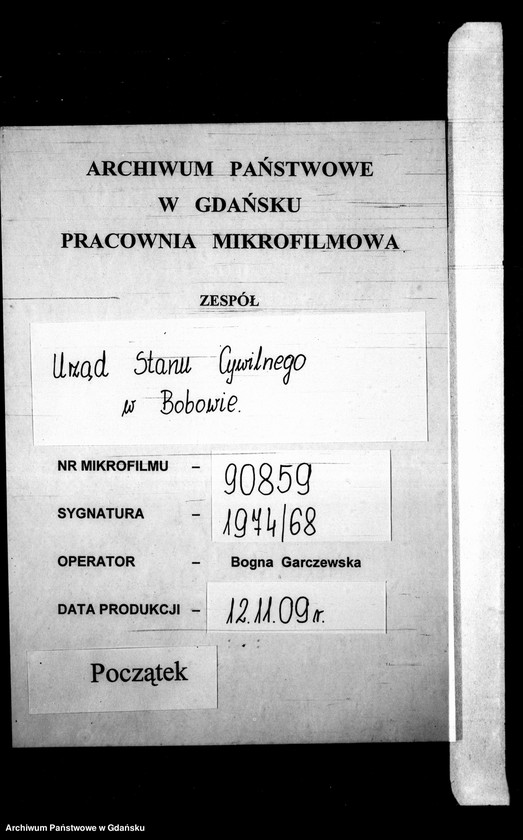 ARCHIWUM PAŃSTWOWE
W GDAŃSKU
PRACOWNIA MIKROFILMOWA
ZESPÓŁ
Urząd Stanu Cywilnego
w Bobowie.
NR MIKROFILMU – 90859
SYGNATURA – 1974/68
OPERATOR – Bogna Garczewska
DATA PRODUKCJI – 12.11.09 r.
Początek
Archiwum Państwowe w Gdańsku